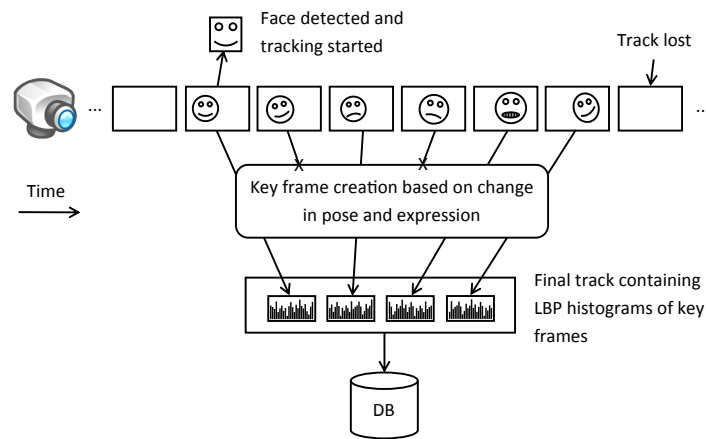 Face detected and
tracking started
Track lost
...
..
Time
X
X
Key frame creation based on change
in pose and expression
Final track containing
LBP histograms of key
frames
DB